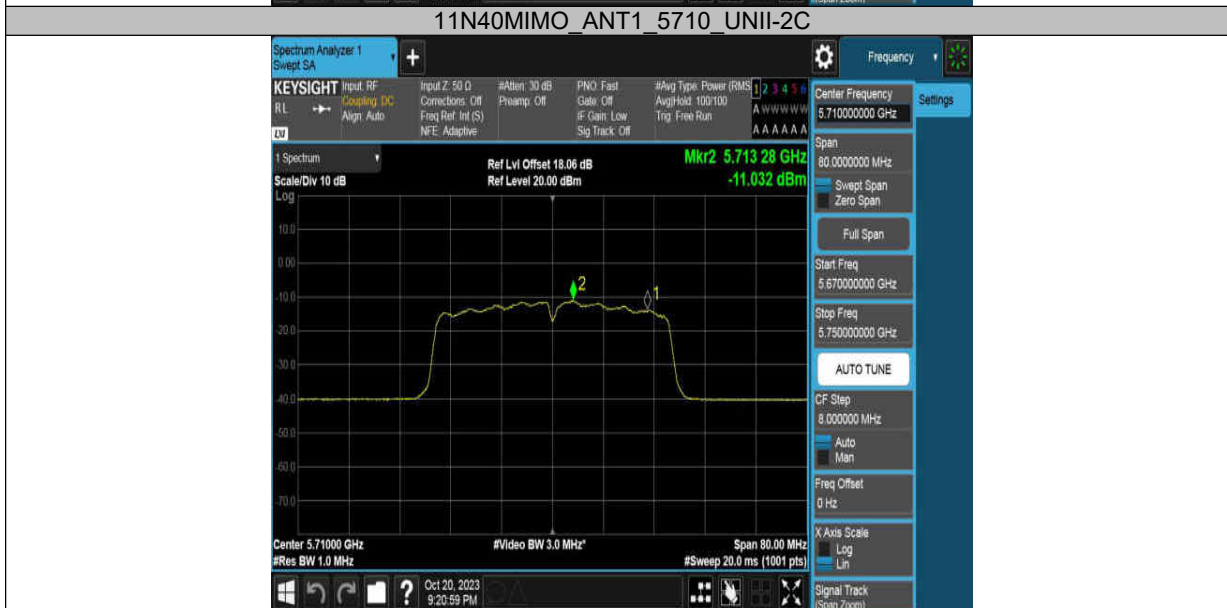 (Span Zoom)
11N40MIMO_ANT1_5710_UNII-2C
Spectrum Analyzer 1
Swept SA
+
Frequency
KEYSIGHT
RL
LXI
Input: RF
Coupling: DC
Align: Auto
Input Z: 50 Ω
Corrections: Off
Freq Ref: Int (S)
NFE: Adaptive
#Atten: 30 dB
Preamp: Off
PNO: Fast
Gate: Off
IF Gain: Low
Sig Track: Off
#Avg Type: Power (RMS
Avg|Hold: 100/100
Trig: Free Run
1 2 3 4 5 6
A W W W W W
A A A A A A
1 Spectrum
Scale/Div 10 dB
Log
Ref Lvl Offset 18.06 dB
Ref Level 20.00 dBm
Mkr2 5.713 28 GHz
-11.032 dBm
10.0
0.00
-10.0
-20.0
-30.0
-40.0
-50.0
-60.0
-70.0
2
1
Center 5.71000 GHz
#Res BW 1.0 MHz
#Video BW 3.0 MHz*
Span 80.00 MHz
#Sweep 20.0 ms (1001 pts)
Center Frequency
5.710000000 GHz
Settings
Span
80.0000000 MHz
Swept Span
Zero Span
Full Span
Start Freq
5.670000000 GHz
Stop Freq
5.750000000 GHz
AUTO TUNE
CF Step
8.000000 MHz
Auto
Man
Freq Offset
0 Hz
X Axis Scale
Log
Lin
Signal Track
(Span Zoom)
?
Oct 20, 2023
9:20:59 PM